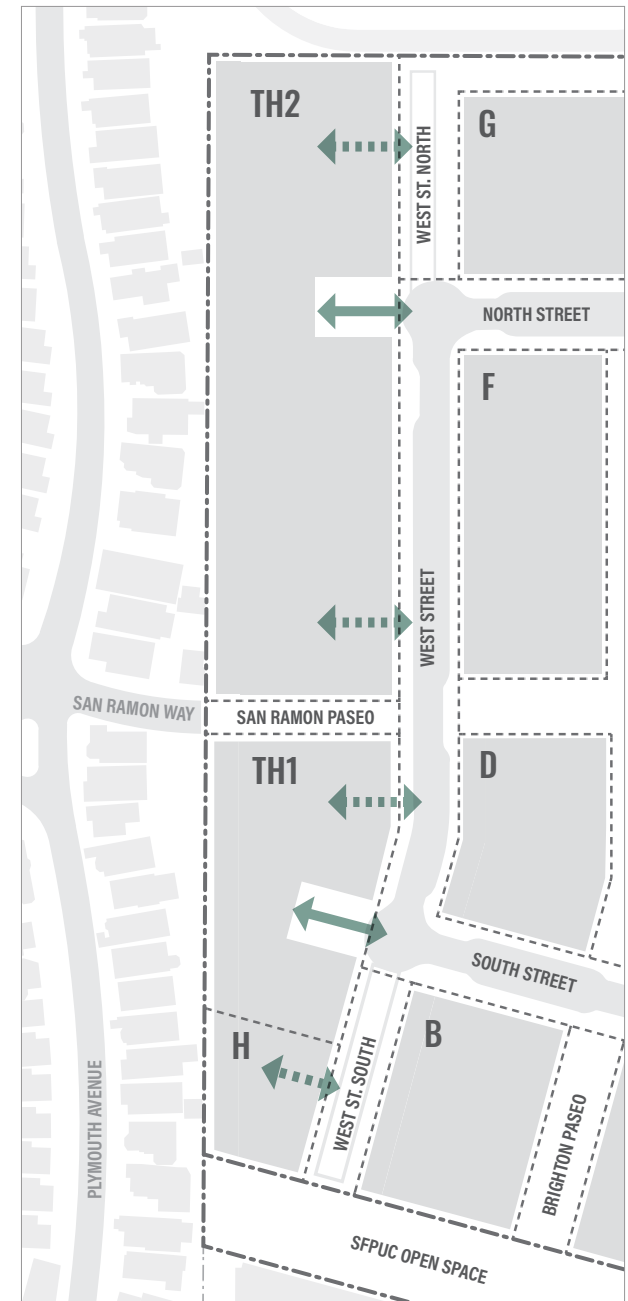 TH2
G
WEST ST. NORTH
NORTH STREET
F
WEST STREET
SAN RAMON WAY
SAN RAMON PASEO
TH1
D
SOUTH STREET
H
B
WEST ST. SOUTH
PLYMOUTH AVENUE
BRIGHTON PASEO
SFPUC OPEN SPACE